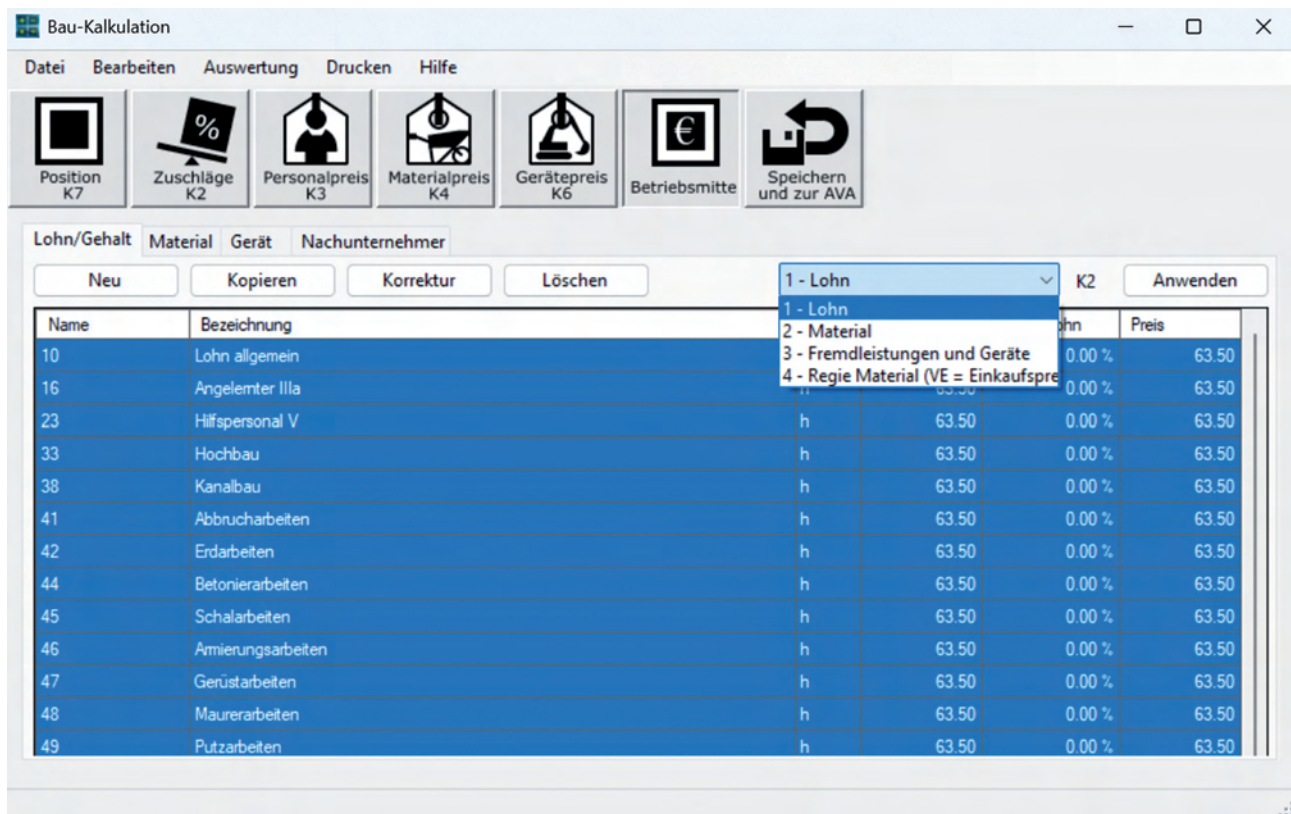 Bau-Kalkulation
Datei Bearbeiten Auswertung Drucken Hilfe
Position K7
Zuschläge K2
Personalpreis K3
Materialpreis K4
Gerätepreis K6
Betriebsmitte
Speichern und zur AVA
%
€
Lohn/Gehalt Material Gerät Nachunternehmer
Neu Kopieren Korrektur Löschen 1 - Lohn K2 Anwenden
1 - Lohn
2 - Material
3 - Fremdleistungen und Geräte
4 - Regie Material (VE = Einkaufspre
Name Bezeichnung Preis
10 Lohn allgemein 0.00 % 63.50
16 Angelernter IIIa h 63.50 0.00 % 63.50
23 Hilfspersonal V h 63.50 0.00 % 63.50
33 Hochbau h 63.50 0.00 % 63.50
38 Kanalbau h 63.50 0.00 % 63.50
41 Abbrucharbeiten h 63.50 0.00 % 63.50
42 Erdarbeiten h 63.50 0.00 % 63.50
44 Betonierarbeiten h 63.50 0.00 % 63.50
45 Schalarbeiten h 63.50 0.00 % 63.50
46 Armierungsarbeiten h 63.50 0.00 % 63.50
47 Gerüstarbeiten h 63.50 0.00 % 63.50
48 Maurerarbeiten h 63.50 0.00 % 63.50
49 Putzarbeiten h 63.50 0.00 % 63.50